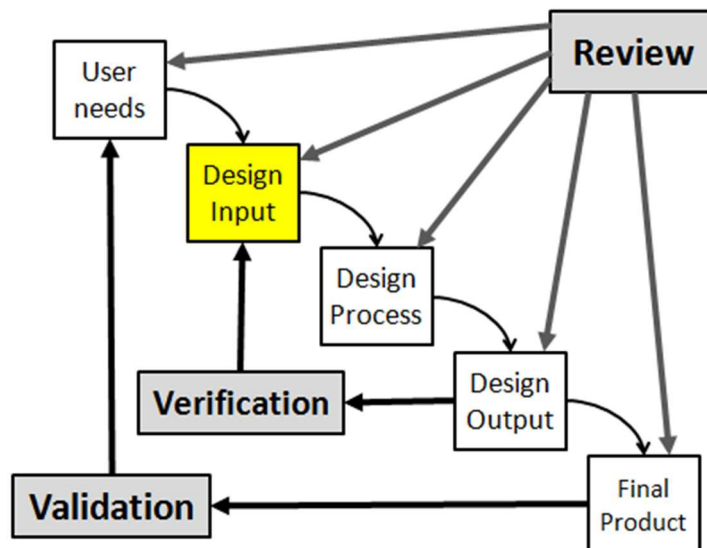 Review
User
needs
Design
Input
Design
Process
Verification
Design
Output
Validation
Final
Product